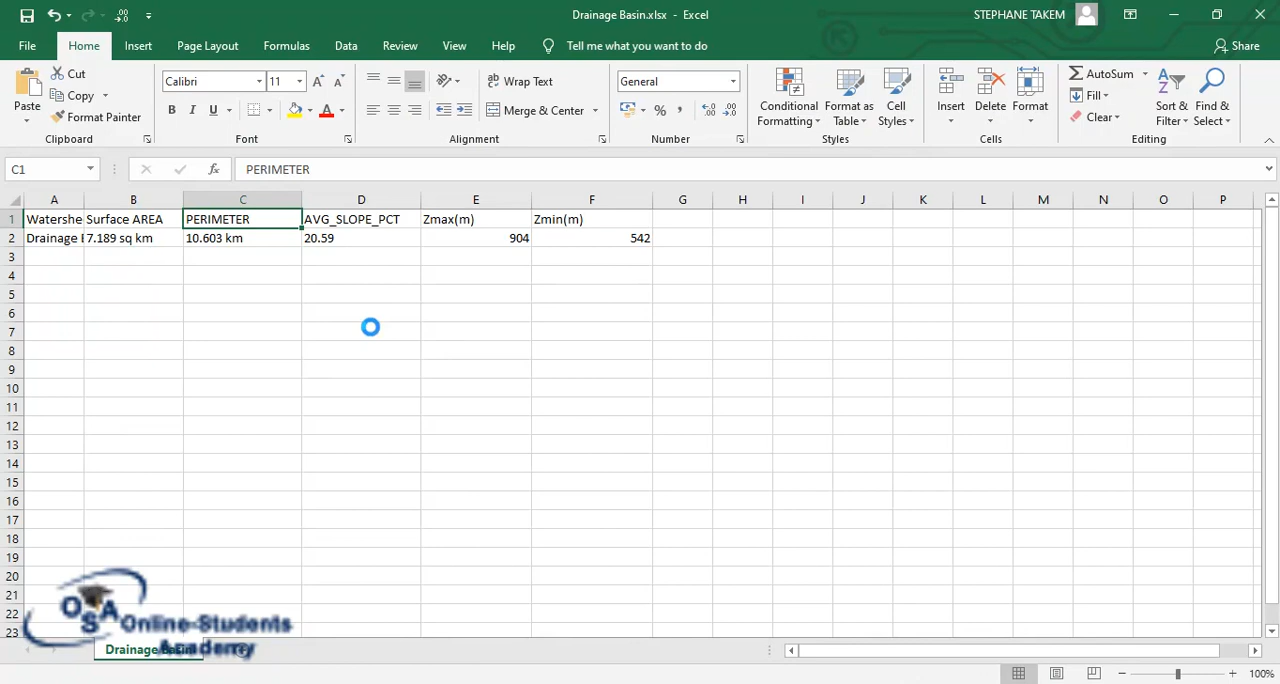 Drainage Basin.xlsx - Excel
STEPHANE TAKEM
File Home Insert Page Layout Formulas Data Review View Help Tell me what you want to do Share
Paste
Cut
Copy
Format Painter
Clipboard
Calibri 11
B I U
Font
Wrap Text
Merge & Center
Alignment
General
Number
Conditional Formatting
Format as Table
Cell Styles
Styles
Insert Delete Format
Cells
AutoSum
Fill
Clear
Sort & Filter
Find & Select
Editing
C1 fx PERIMETER
A B C D E F G H I J K L M N O P
1 Watershe Surface AREA PERIMETER AVG_SLOPE_PCT Zmax(m) Zmin(m)
2 Drainage B 7.189 sq km 10.603 km 20.59 904 542
3
4
5
6
7
8
9
10
11
12
13
14
15
16
17
18
19
20
21
22
23
OSA Online-Students
Academy
Drainage Basin
100%